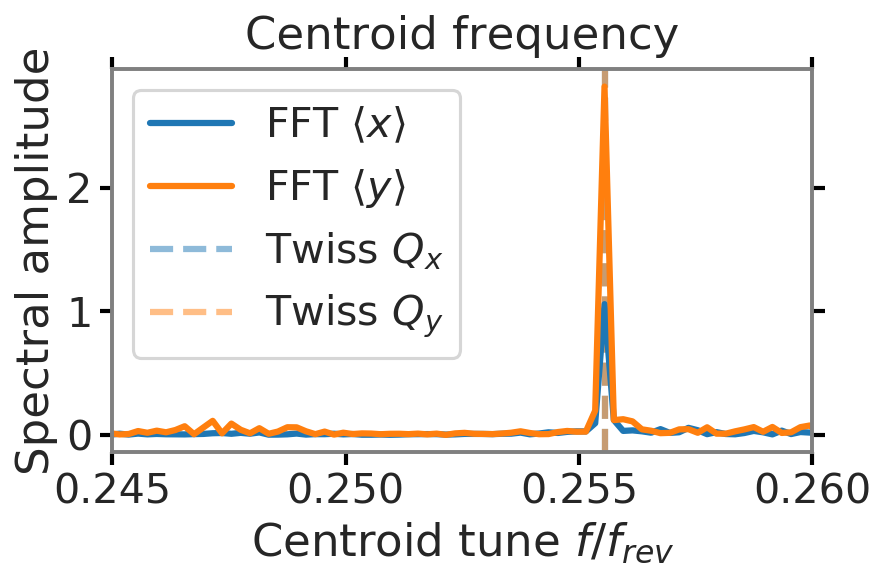 Centroid frequency
Spectral amplitude
2
1
0
FFT ⟨x⟩
FFT ⟨y⟩
Twiss Qₓ
Twiss Q_y
0.245 0.250 0.255 0.260
Centroid tune f/f_rev